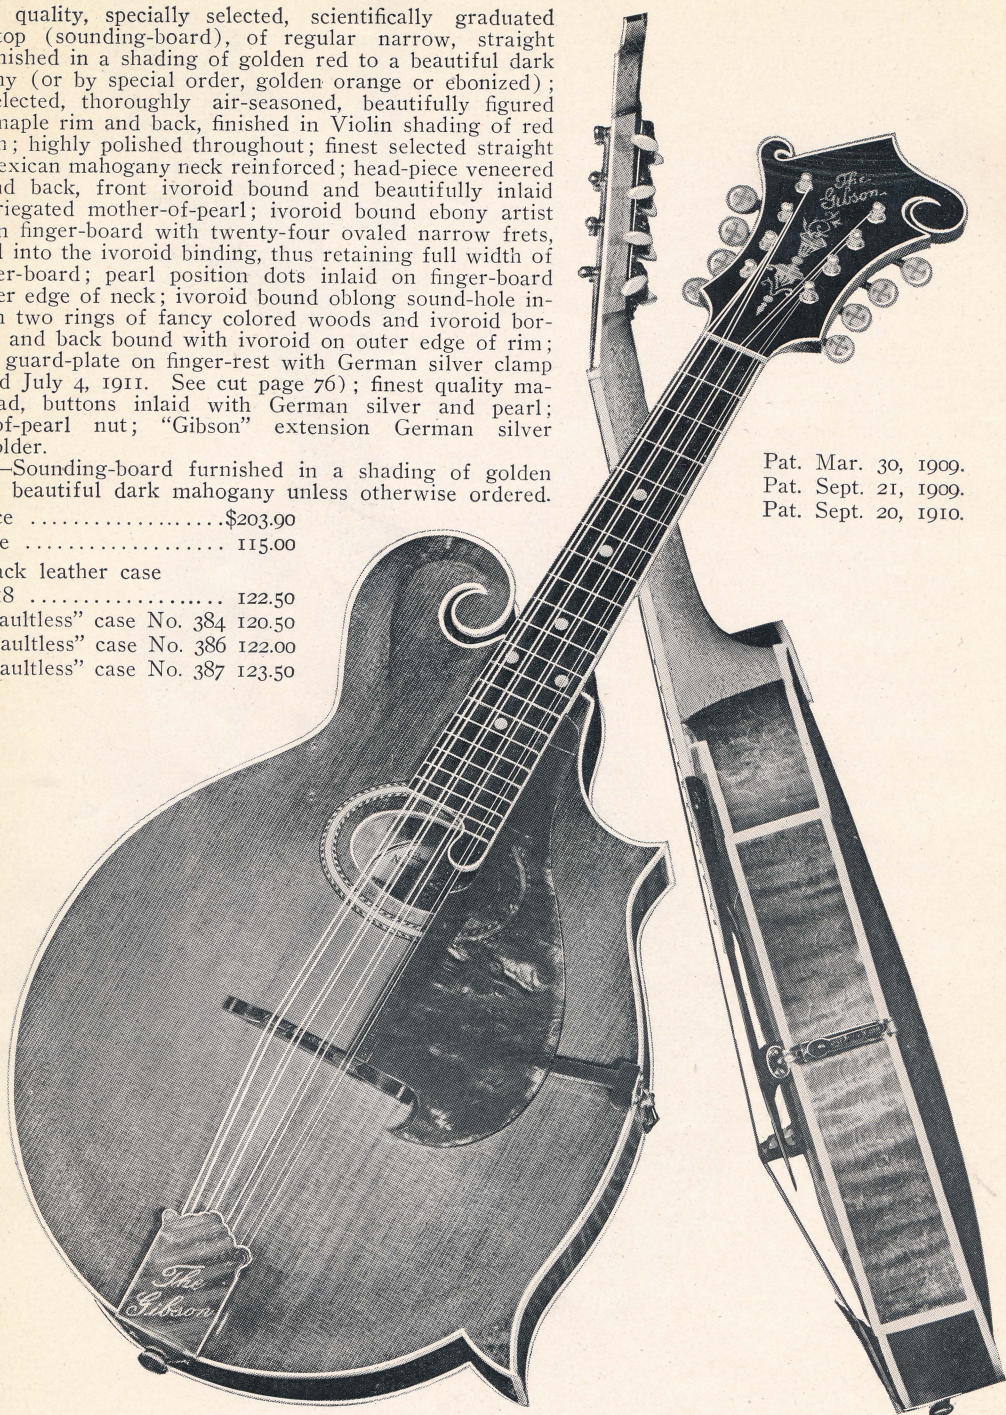 quality, specially selected, scientifically graduated
top (sounding-board), of regular narrow, straight
nished in a shading of golden red to a beautiful dark
ny (or by special order, golden orange or ebonized);
elected, thoroughly air-seasoned, beautifully figured
maple rim and back, finished in Violin shading of red
n; highly polished throughout; finest selected straight
exican mahogany neck reinforced; head-piece veneered
nd back, front ivoroid bound and beautifully inlaid
riegated mother-of-pearl; ivoroid bound ebony artist
n finger-board with twenty-four ovaled narrow frets,
l into the ivoroid binding, thus retaining full width of
er-board; pearl position dots inlaid on finger-board
er edge of neck; ivoroid bound oblong sound-hole in-
n two rings of fancy colored woods and ivoroid bor-
and back bound with ivoroid on outer edge of rim;
guard-plate on finger-rest with German silver clamp
d July 4, 1911. See cut page 76); finest quality ma-
ad, buttons inlaid with German silver and pearl;
of-pearl nut; “Gibson” extension German silver
older.
—Sounding-board furnished in a shading of golden
beautiful dark mahogany unless otherwise ordered.
ce ..................$203.90
e ................... 115.00
ack leather case
18 ................... 122.50
aultless” case No. 384 120.50
aultless” case No. 386 122.00
aultless” case No. 387 123.50
The
Gibson
Pat. Mar. 30, 1909.
Pat. Sept. 21, 1909.
Pat. Sept. 20, 1910.
The
Gibson